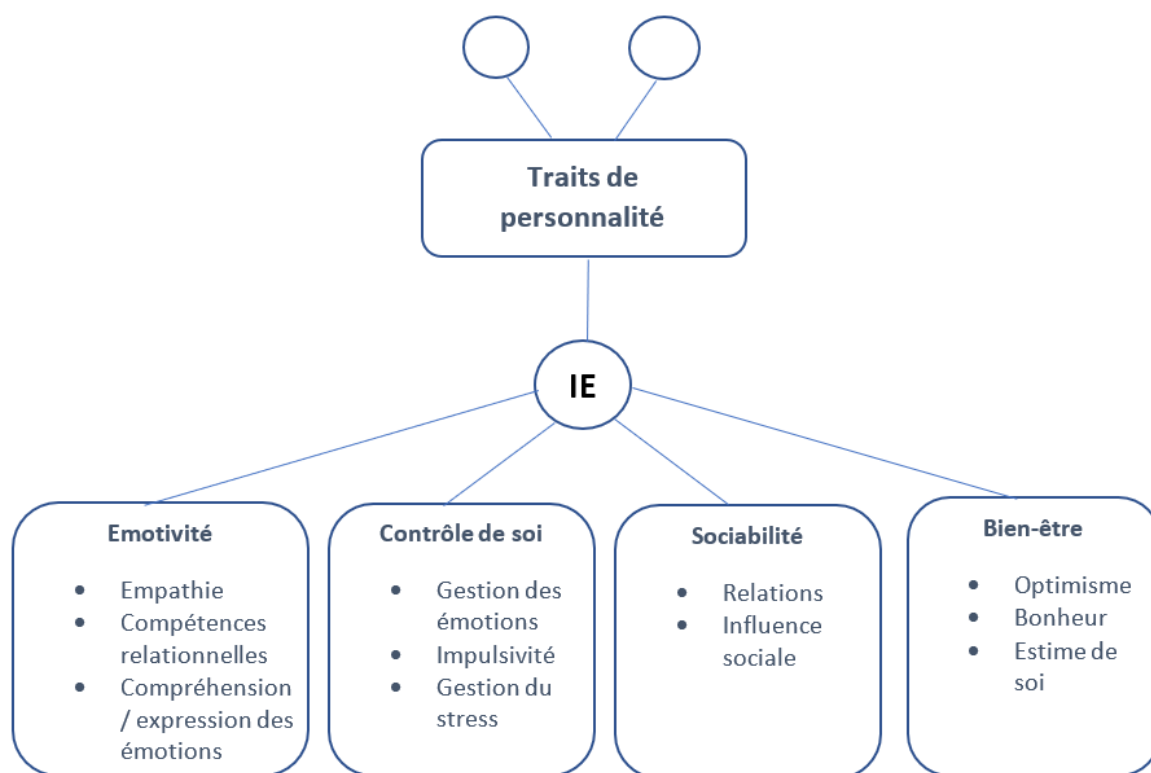 Traits de
personnalité
IE
Emotivité
• Empathie
• Compétences
relationnelles
• Compréhension
/ expression des
émotions
Contrôle de soi
• Gestion des
émotions
• Impulsivité
• Gestion du
stress
Sociabilité
• Relations
• Influence
sociale
Bien-être
• Optimisme
• Bonheur
• Estime de
soi